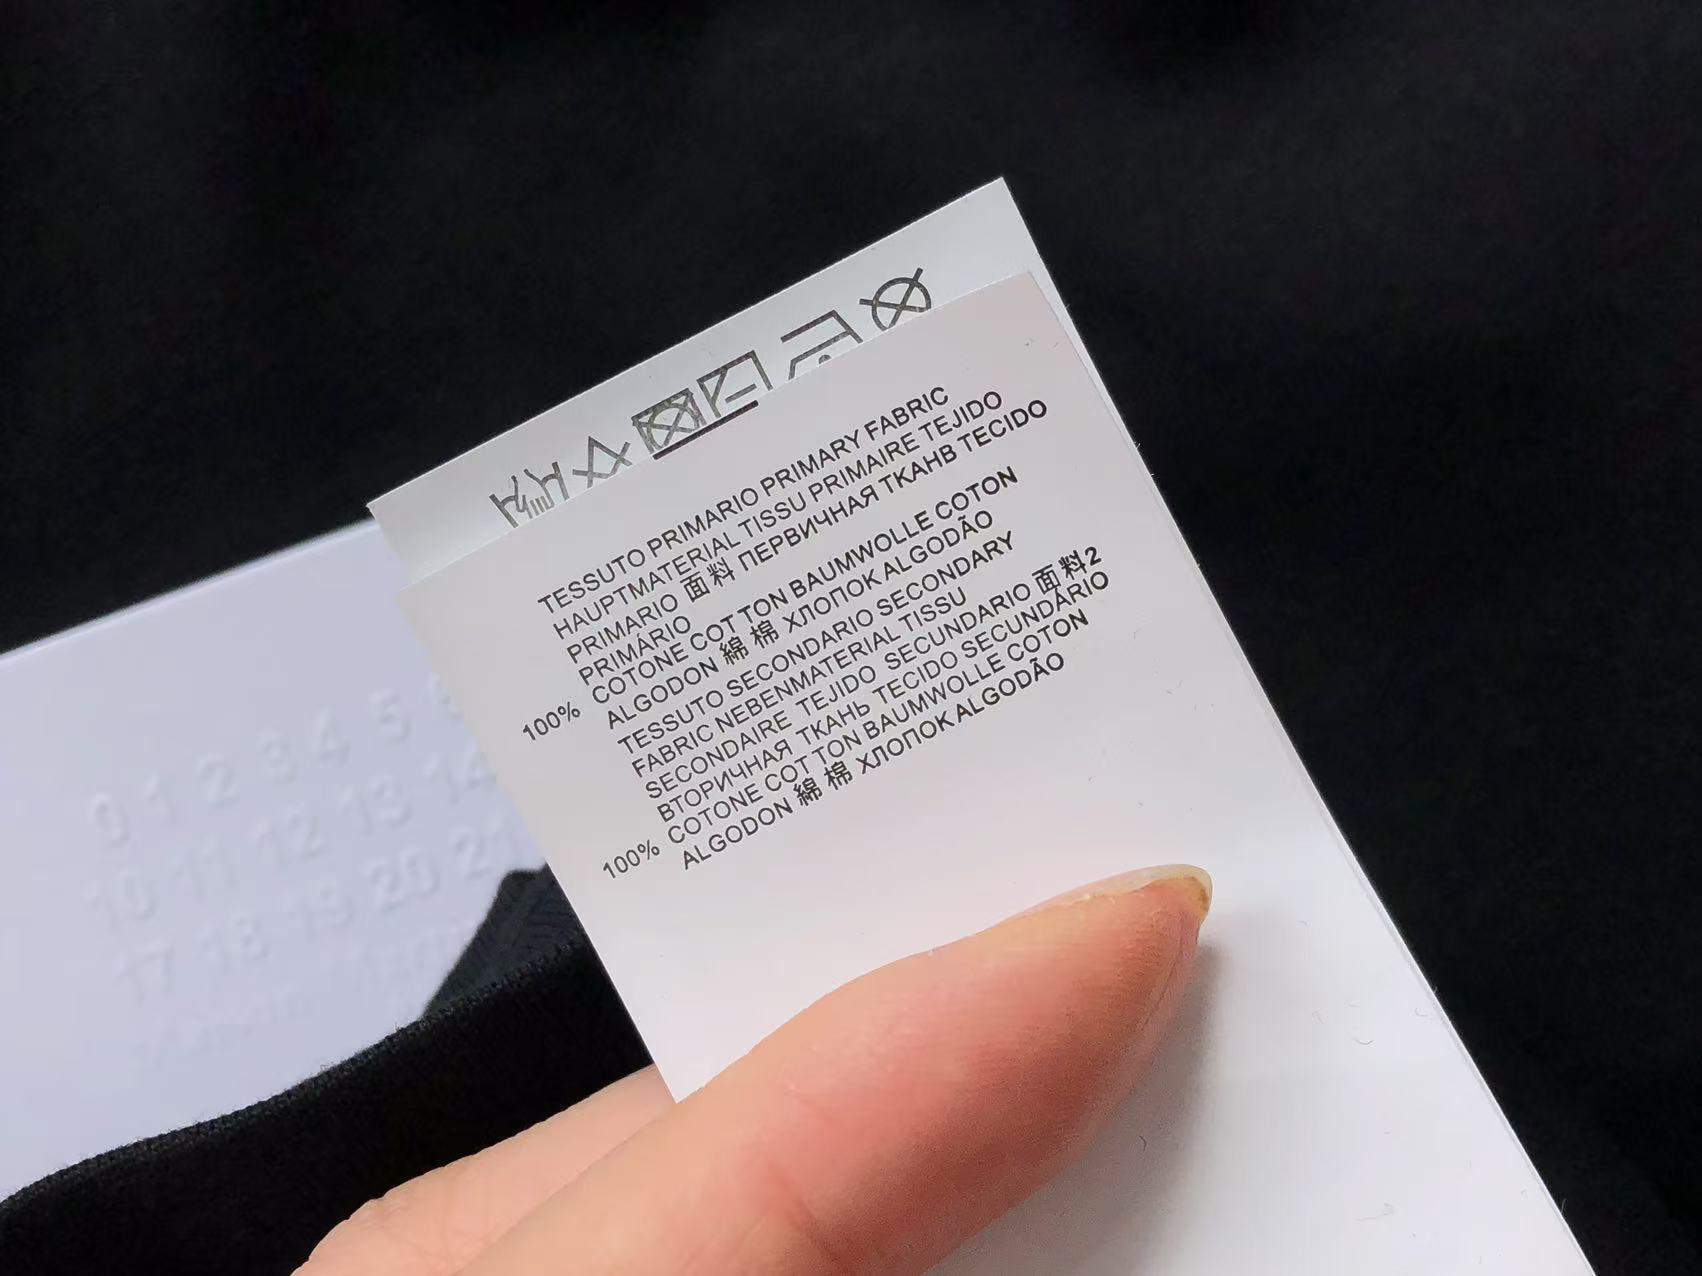 TESSUTO PRIMARIO PRIMARY FABRIC
HAUPTMATERIAL TISSU PRIMAIRE TEJIDO
PRIMARIO 面料 ПЕРВИЧНАЯ ТКАНВ TECIDO
PRIMÁRIO
100% COTONE COT TON BAUMWOLLE COTON
ALGODON 綿 棉 ХЛОПОК ALGODÃO
TESSUTO SECONDARIO SECONDARY
FABRIC NEBENMATERIAL TISSU
SECONDAIRE TEJIDO SECUNDARIO 面料2
ВТОРИЧНАЯ ТКАНЬ TECIDO SECUNDÁRIO
100% COTONE COT TON BAUMWOLLE COTON
ALGODON 綿 棉 ХЛОПОК ALGODÃO
0 1 2 3 4 5
10 11 12 13 14
17 18 19 20 21